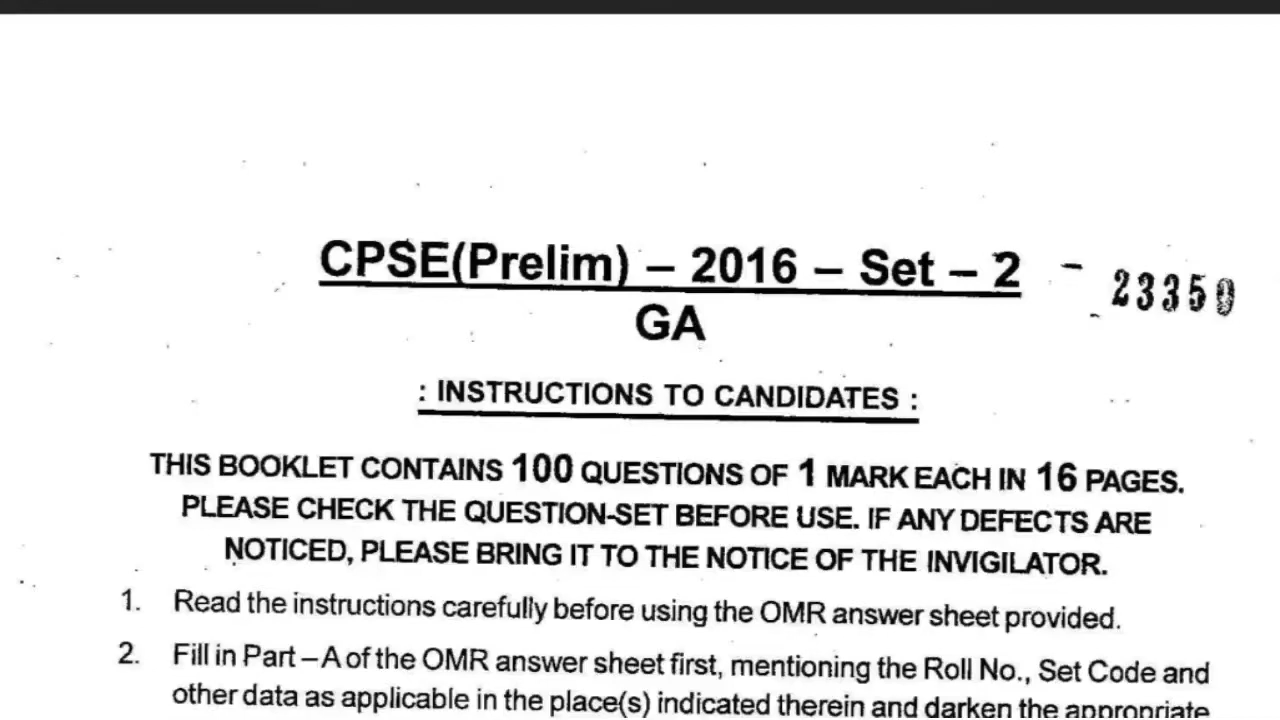 CPSE(Prelim) – 2016 – Set – 2 - 23350
GA
: INSTRUCTIONS TO CANDIDATES :
THIS BOOKLET CONTAINS 100 QUESTIONS OF 1 MARK EACH IN 16 PAGES.
PLEASE CHECK THE QUESTION-SET BEFORE USE. IF ANY DEFECTS ARE
NOTICED, PLEASE BRING IT TO THE NOTICE OF THE INVIGILATOR.
1. Read the instructions carefully before using the OMR answer sheet provided.
2. Fill in Part – A of the OMR answer sheet first, mentioning the Roll No., Set Code and
other data as applicable in the place(s) indicated therein and darken the appropriate